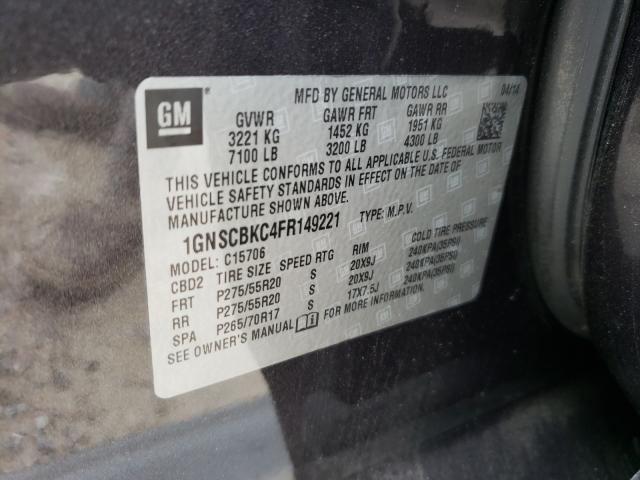 GM
MFD BY GENERAL MOTORS LLC 04/14
GVWR GAWR FRT GAWR RR
3221 KG 1452 KG 1951 KG
7100 LB 3200 LB 4300 LB
THIS VEHICLE CONFORMS TO ALL APPLICABLE U.S. FEDERAL MOTOR
VEHICLE SAFETY STANDARDS IN EFFECT ON THE DATE OF
MANUFACTURE SHOWN ABOVE.
1GNSCBKC4FR149221 TYPE: M.P.V.
MODEL: C15706
CBD2 TIRE SIZE SPEED RTG RIM COLD TIRE PRESSURE
FRT P275/55R20 S 20X9J 240KPA(35PSI)
RR P275/55R20 S 20X9J 240KPA(35PSI)
SPA P265/70R17 S 17X7.5J 240KPA(35PSI)
SEE OWNER'S MANUAL FOR MORE INFORMATION.